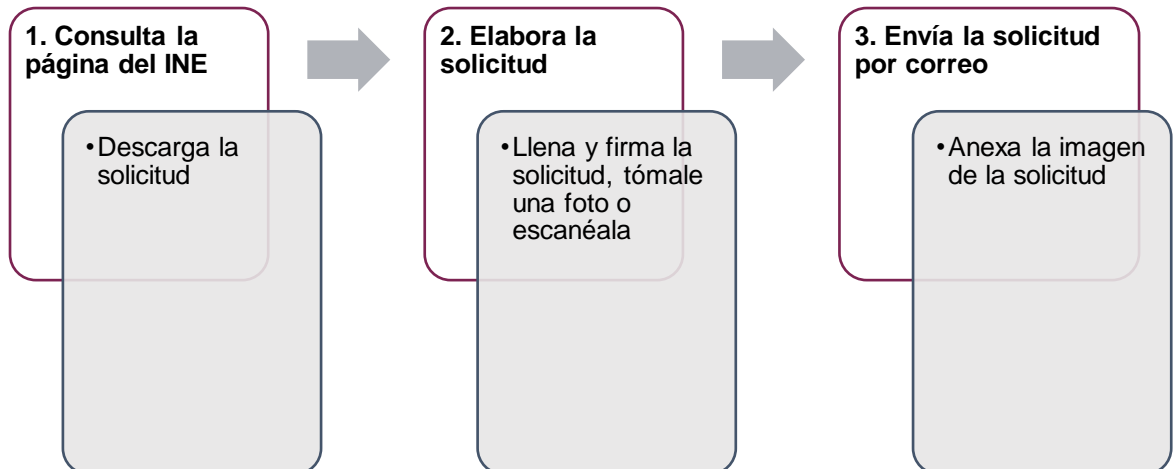 1. Consulta la
página del INE
•Descarga la
solicitud
2. Elabora la
solicitud
•Llena y firma la
solicitud, tómale
una foto o
escanéala
3. Envía la solicitud
por correo
•Anexa la imagen
de la solicitud